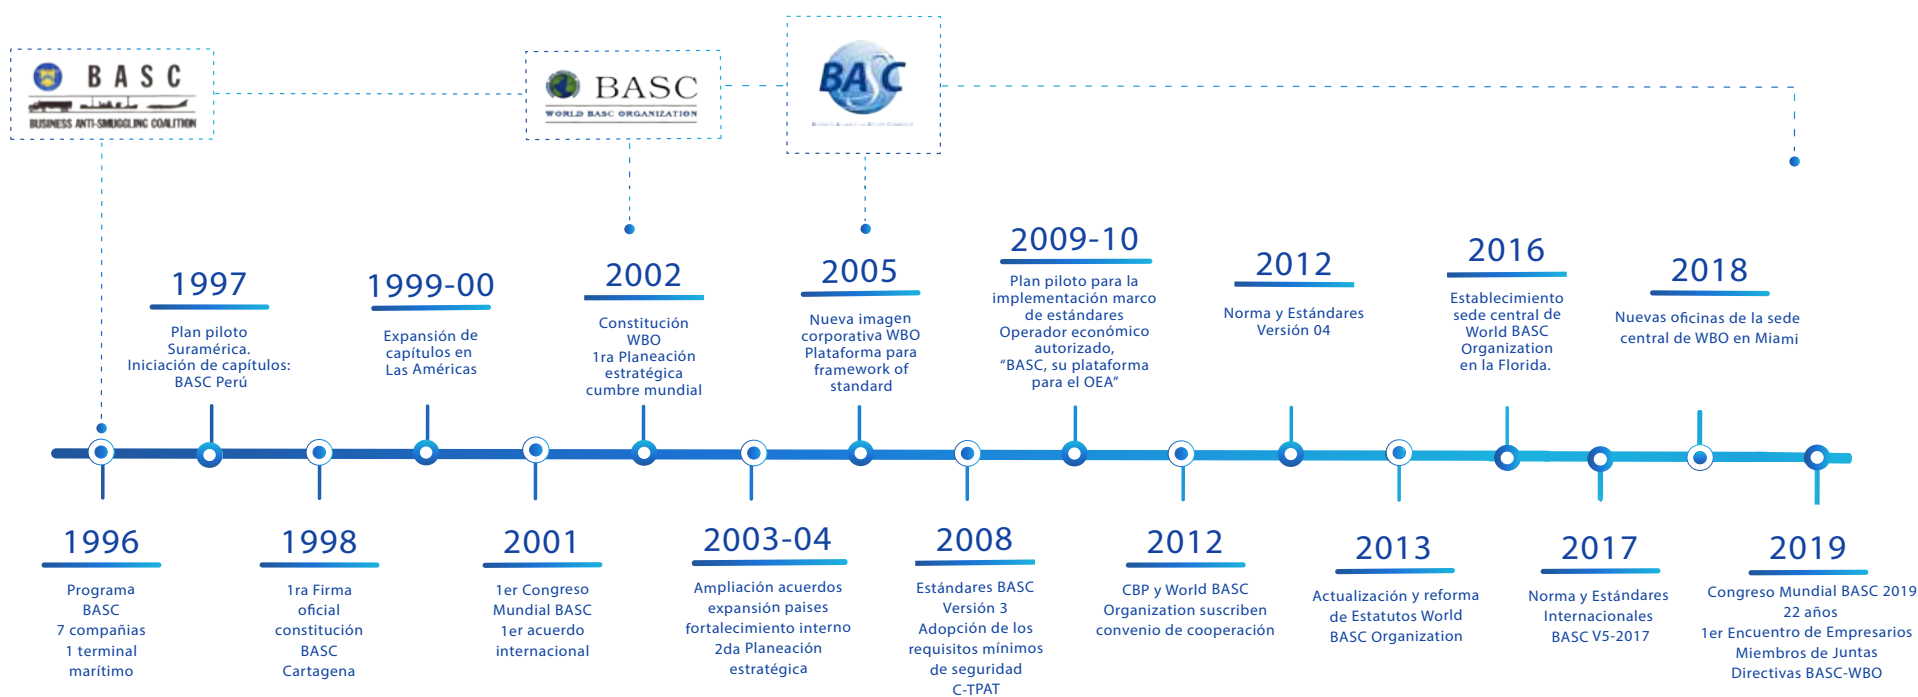 BASC
BUSINESS ANTI-SMUGGLING COALITION
BASC
WORLD BASC ORGANIZATION
BASC
1997
Plan piloto
Suramérica.
Iniciación de capítulos:
BASC Perú
1999-00
Expansión de
capítulos en
Las Américas
2002
Constitución
WBO
1ra Planeación
estratégica
cumbre mundial
2005
Nueva imagen
corporativa WBO
Plataforma para
framework of
standard
2009-10
Plan piloto para la
implementación marco
de estándares
Operador económico
autorizado,
“BASC, su plataforma
para el OEA”
2012
Norma y Estándares
Versión 04
2016
Establecimiento
sede central de
World BASC
Organization
en la Florida.
2018
Nuevas oficinas de la sede
central de WBO en Miami
1996
Programa
BASC
7 compañias
1 terminal
marítimo
1998
1ra Firma
oficial
constitución
BASC
Cartagena
2001
1er Congreso
Mundial BASC
1er acuerdo
internacional
2003-04
Ampliación acuerdos
expansión paises
fortalecimiento interno
2da Planeación
estratégica
2008
Estándares BASC
Versión 3
Adopción de los
requisitos mínimos
de seguridad
C-TPAT
2012
CBP y World BASC
Organization suscriben
convenio de cooperación
2013
Actualización y reforma
de Estatutos World
BASC Organization
2017
Norma y Estándares
Internacionales
BASC V5-2017
2019
Congreso Mundial BASC 2019
22 años
1er Encuentro de Empresarios
Miembros de Juntas
Directivas BASC-WBO